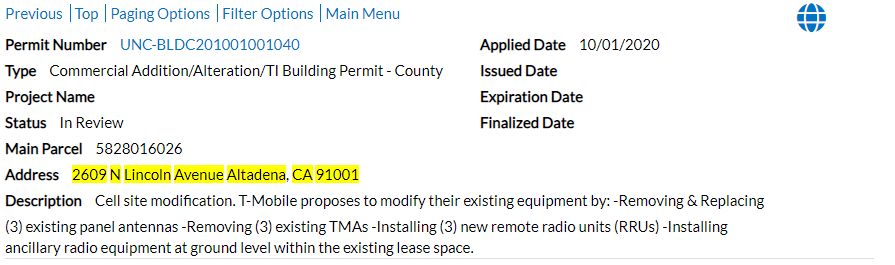 Previous | Top | Paging Options | Filter Options | Main Menu
Permit Number UNC-BLDC201001001040 Applied Date 10/01/2020
Type Commercial Addition/Alteration/TI Building Permit - County Issued Date
Project Name Expiration Date
Status In Review Finalized Date
Main Parcel 5828016026
Address 2609 N Lincoln Avenue Altadena, CA 91001
Description Cell site modification. T-Mobile proposes to modify their existing equipment by: -Removing & Replacing
(3) existing panel antennas -Removing (3) existing TMAs -Installing (3) new remote radio units (RRUs) -Installing
ancillary radio equipment at ground level within the existing lease space.